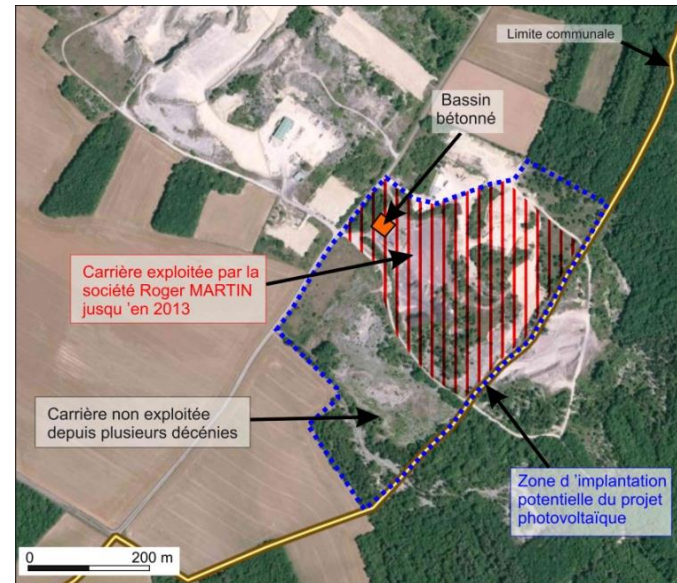 Limite communale
Bassin
bétonné
Carrière exploitée par la
société Roger MARTIN
jusqu 'en 2013
Carrière non exploitée
depuis plusieurs décénies
Zone d 'implantation
potentielle du projet
photovoltaïque
0 200 m